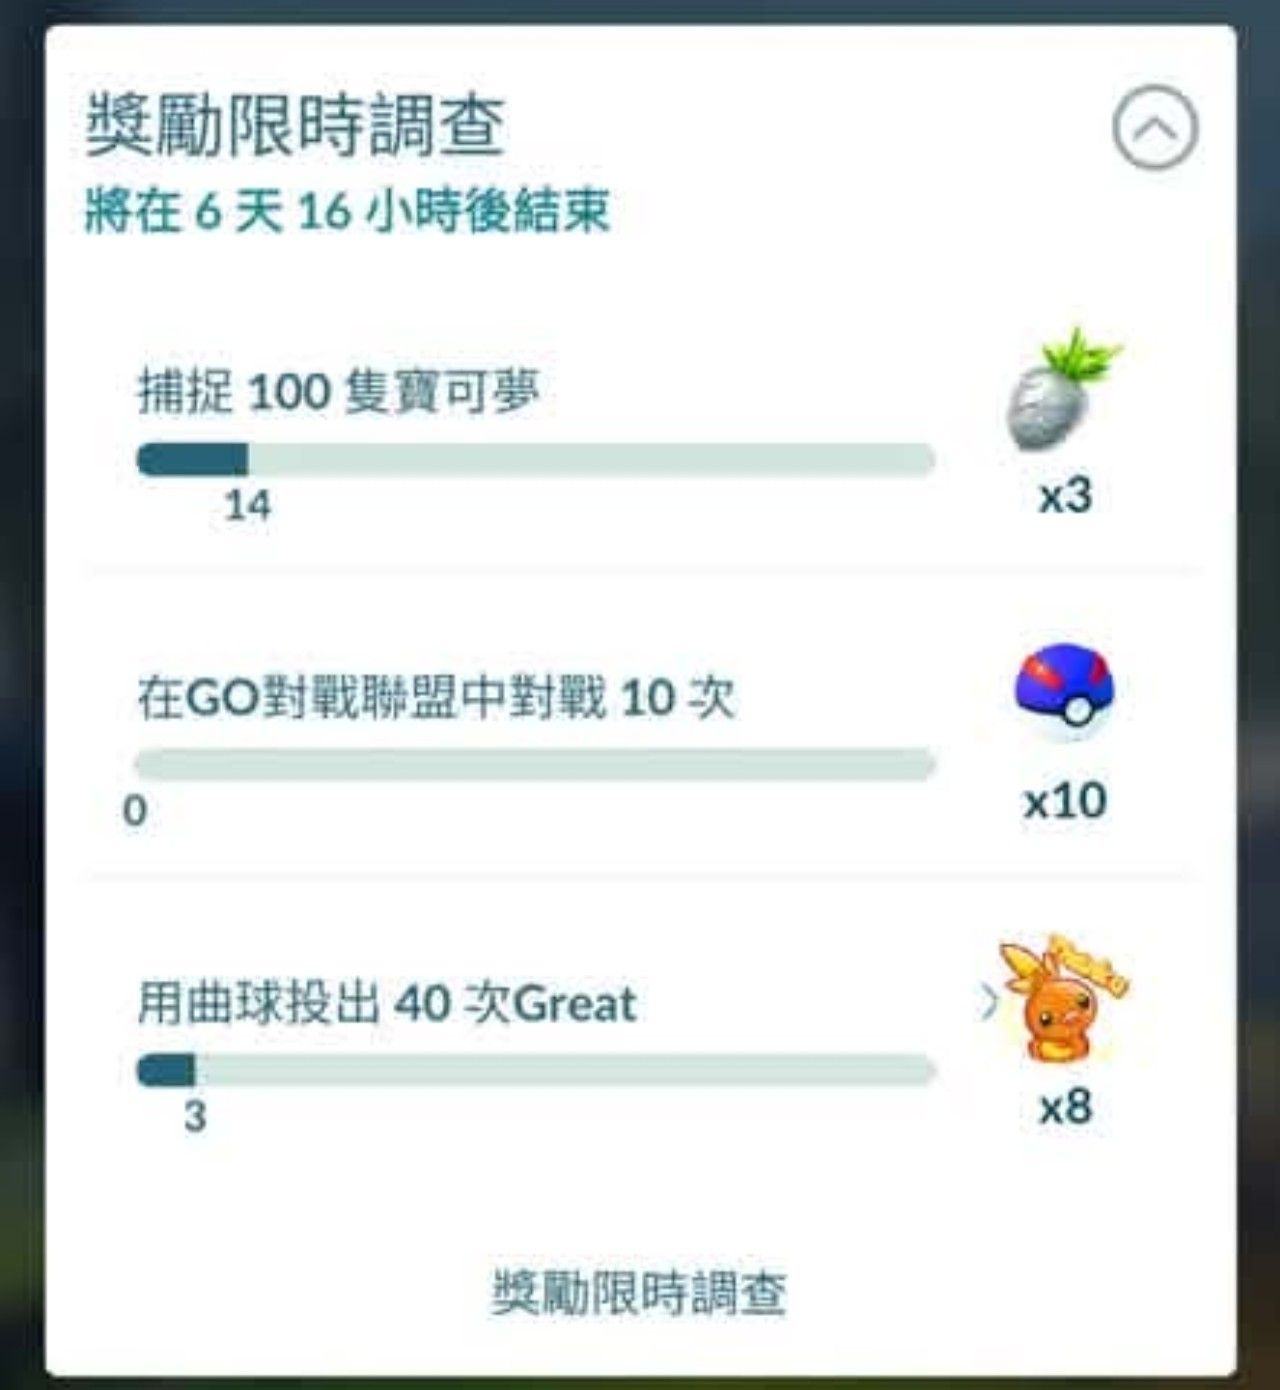 獎勵限時調查
將在 6 天 16 小時後結束
捕捉 100 隻寶可夢
14
x3
在GO對戰聯盟中對戰 10 次
0
x10
用曲球投出 40 次Great
3
x8
獎勵限時調查